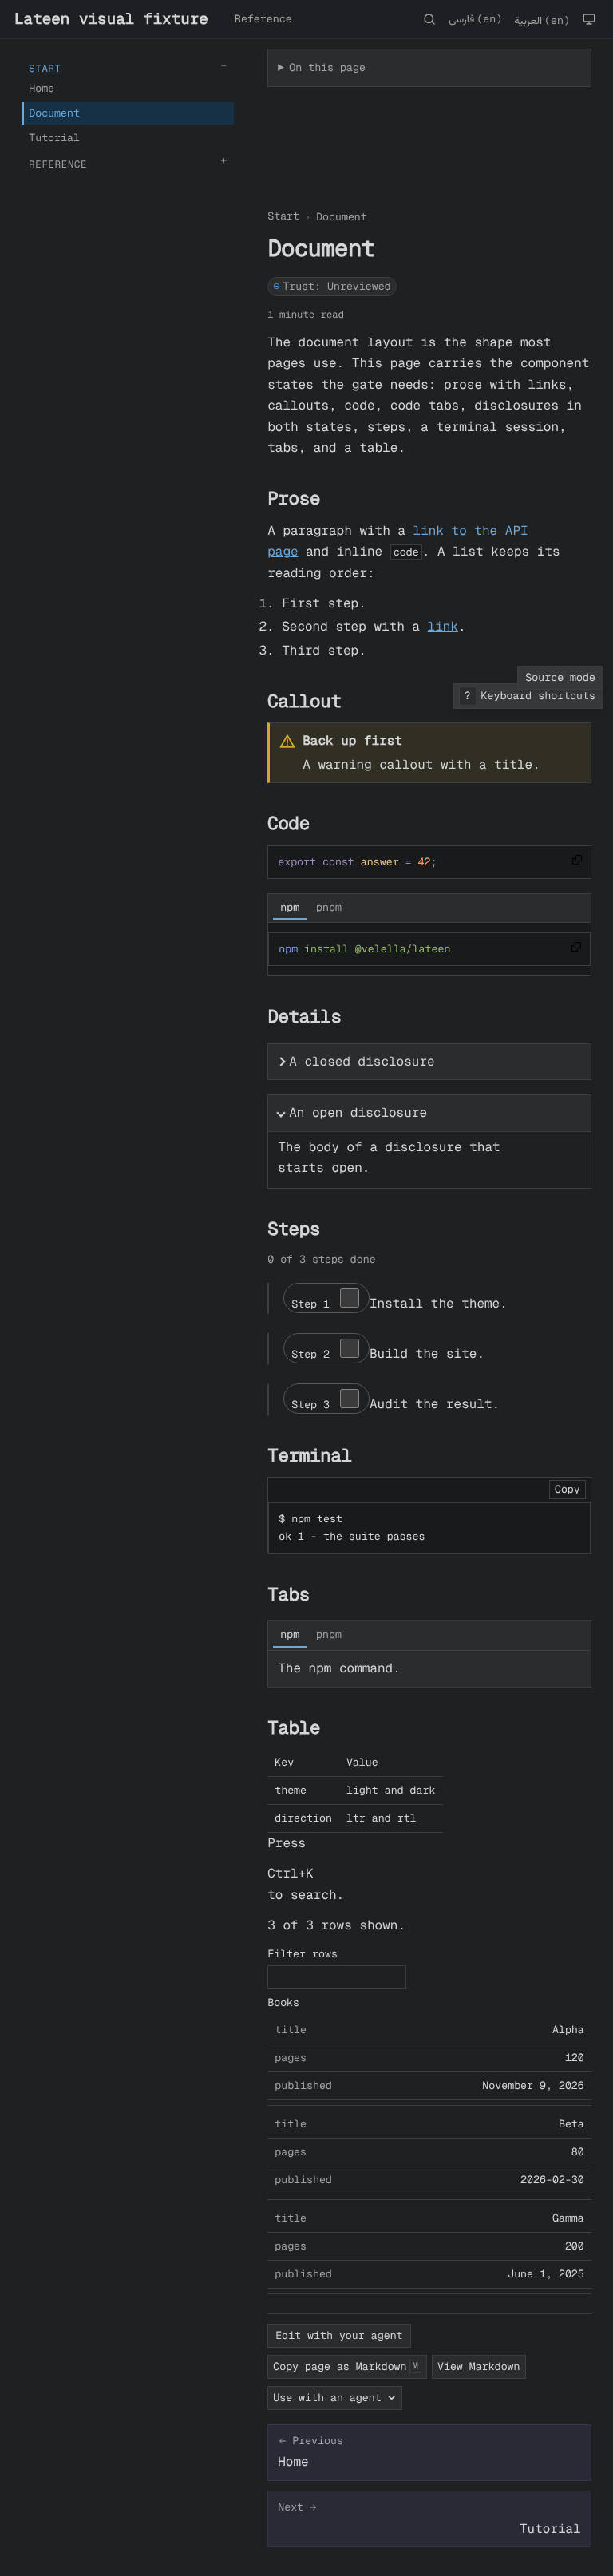 Lateen visual fixture
Reference
فارسی (en)
العربية (en)
START −
Home
Document
Tutorial
REFERENCE +
▶ On this page
Start › Document
Document
Trust: Unreviewed
1 minute read
The document layout is the shape most
pages use. This page carries the component
states the gate needs: prose with links,
callouts, code, code tabs, disclosures in
both states, steps, a terminal session,
tabs, and a table.
Prose
A paragraph with a link to the API
page and inline code. A list keeps its
reading order:
1. First step.
2. Second step with a link.
3. Third step.
Source mode
? Keyboard shortcuts
Callout
Back up first
A warning callout with a title.
Code
export const answer = 42;
npm pnpm
npm install @velella/lateen
Details
A closed disclosure
An open disclosure
The body of a disclosure that
starts open.
Steps
0 of 3 steps done
Step 1 Install the theme.
Step 2 Build the site.
Step 3 Audit the result.
Terminal
Copy
$ npm test
ok 1 - the suite passes
Tabs
npm pnpm
The npm command.
Table
Key Value
theme light and dark
direction ltr and rtl
Press
Ctrl+K
to search.
3 of 3 rows shown.
Filter rows
Books
title Alpha
pages 120
published November 9, 2026
title Beta
pages 80
published 2026-02-30
title Gamma
pages 200
published June 1, 2025
Edit with your agent
Copy page as Markdown M View Markdown
Use with an agent
← Previous
Home
Next →
Tutorial